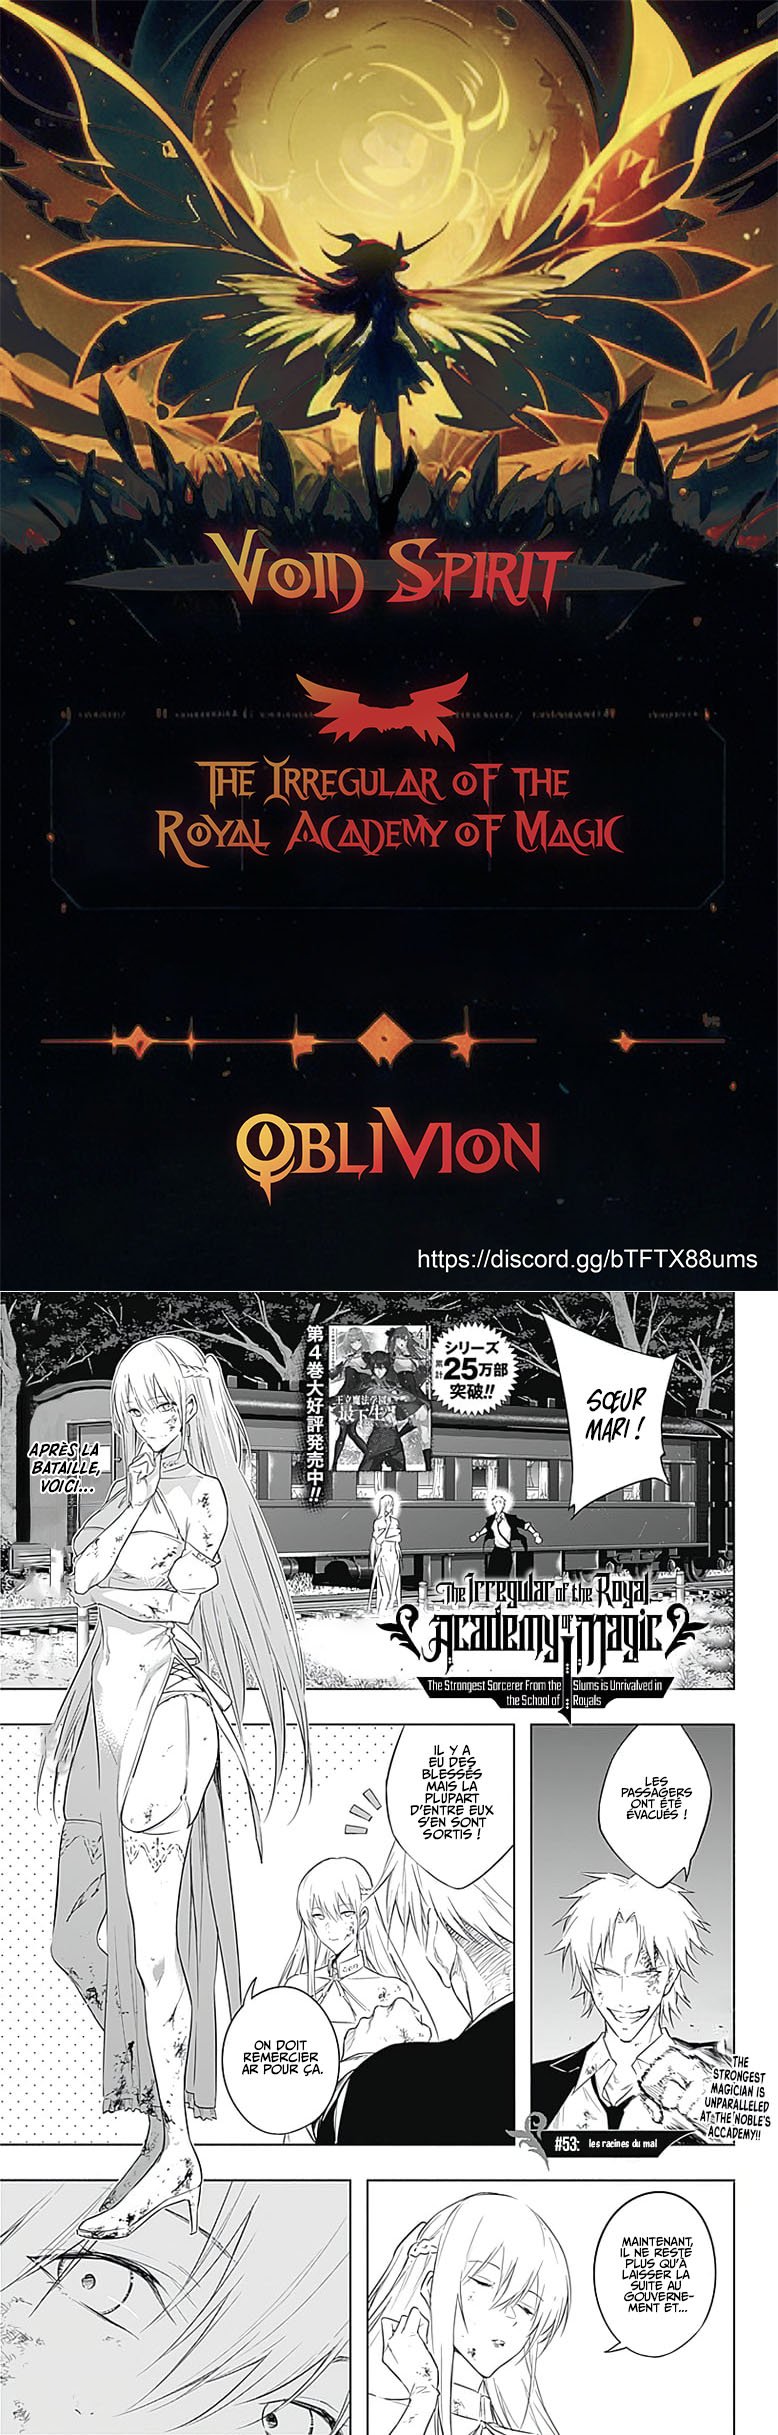 Void Spirit
The Irregular of the
Royal Academy of Magic
Oblivion
https://discord.gg/bTFTX88ums
第4巻大好評発売中!!
シリーズ
累計
25万部
突破!!
SŒUR
MARI !
APRÈS LA
BATAILLE,
VOICI...
The Irregular of the Royal
Academy of Magic
The Strongest Sorcerer From the Slums is Unrivalved in
the School of Royals
LES
PASSAGERS
ONT ÉTÉ
ÉVACUÉS !
IL Y A
EU DES
BLESSÉS
MAIS LA
PLUPART
D'ENTRE EUX
S'EN SONT
SORTIS !
ON DOIT
REMERCIER
AR POUR ÇA.
THE
STRONGEST
MAGICIAN IS
UNPARALLELED
AT THE NOBLE'S
ACCADEMY!!
#53: les racines du mal
MAINTENANT,
IL NE RESTE
PLUS QU'À
LAISSER LA
SUITE AU
GOUVERNE-
MENT ET...